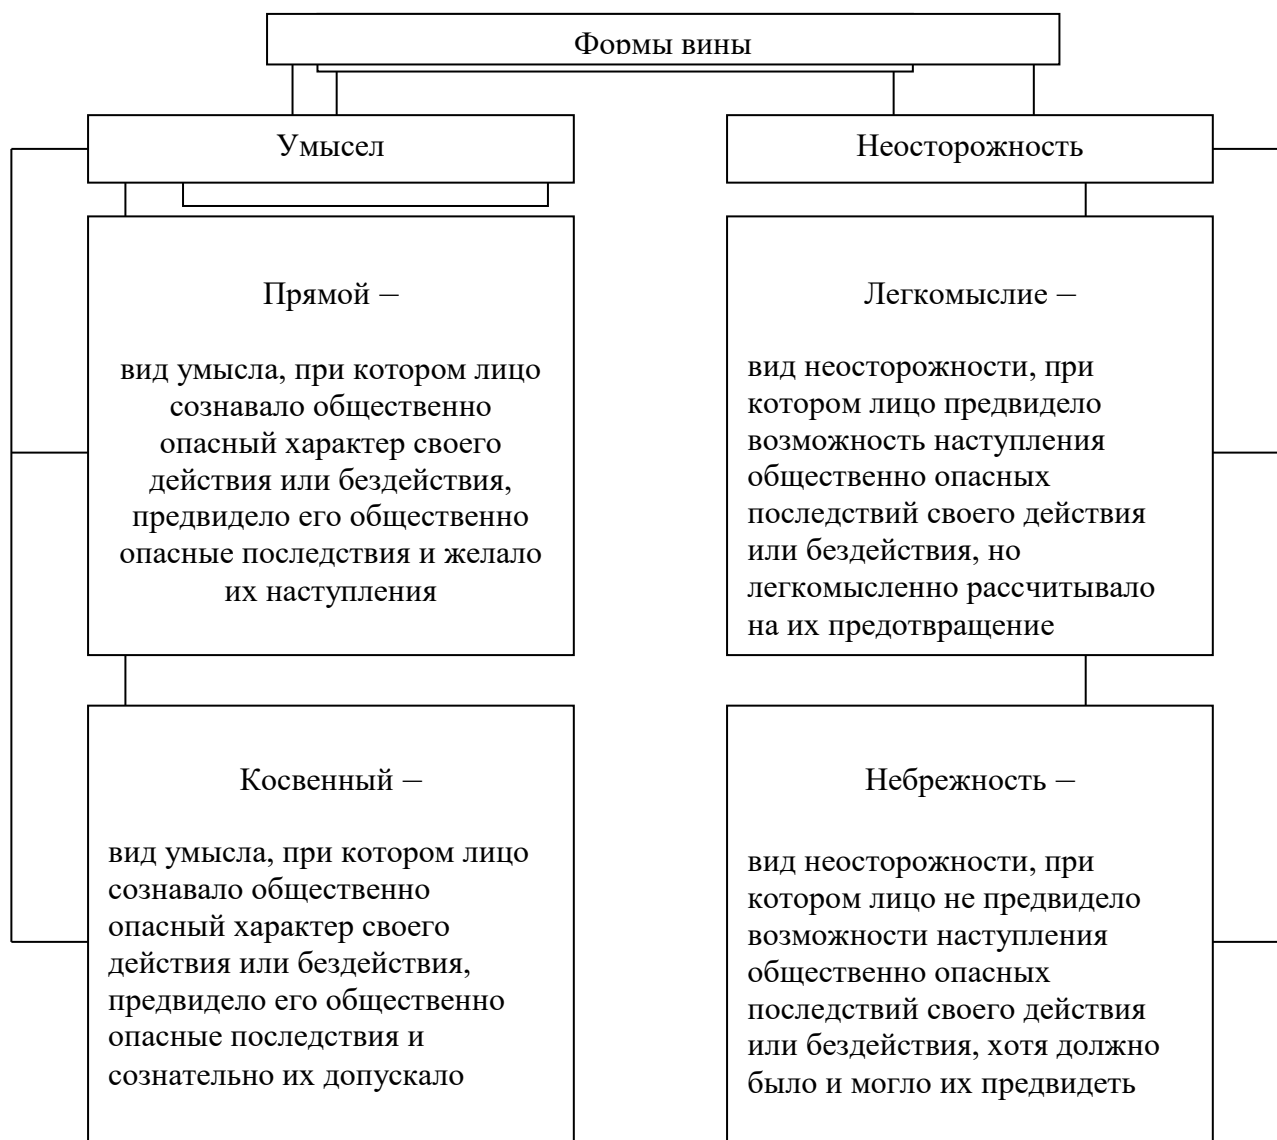 Формы вины
Умысел
Неосторожность
Прямой –
вид умысла, при котором лицо
сознавало общественно
опасный характер своего
действия или бездействия,
предвидело его общественно
опасные последствия и желало
их наступления
Легкомыслие –
вид неосторожности, при
котором лицо предвидело
возможность наступления
общественно опасных
последствий своего действия
или бездействия, но
легкомысленно рассчитывало
на их предотвращение
Косвенный –
вид умысла, при котором лицо
сознавало общественно
опасный характер своего
действия или бездействия,
предвидело его общественно
опасные последствия и
сознательно их допускало
Небрежность –
вид неосторожности, при
котором лицо не предвидело
возможности наступления
общественно опасных
последствий своего действия
или бездействия, хотя должно
было и могло их предвидеть